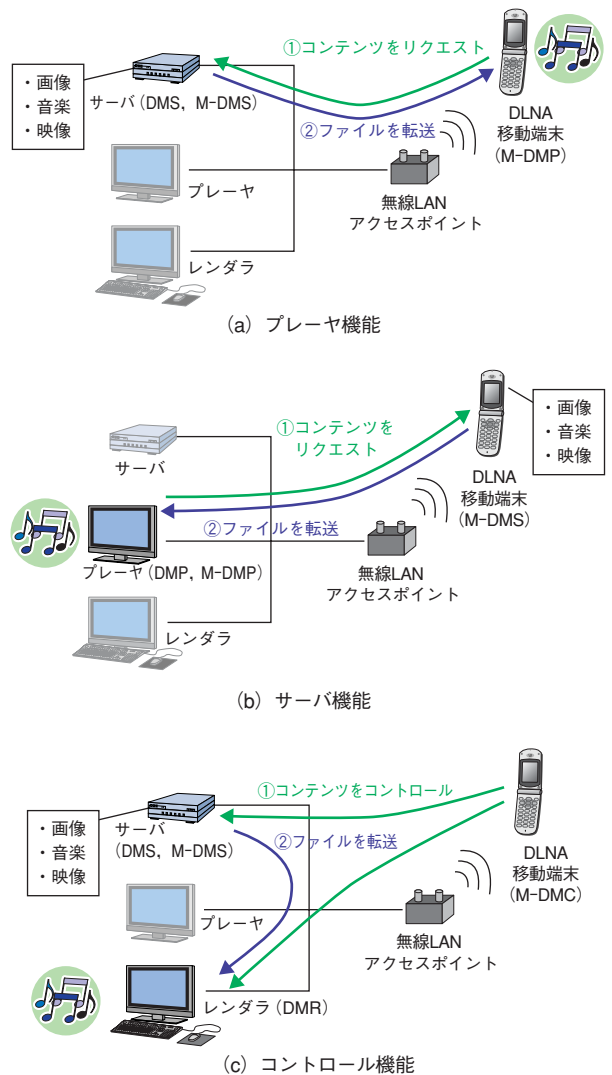 ①コンテンツをリクエスト
・画像
・音楽
・映像
サーバ(DMS，M-DMS)
②ファイルを転送
DLNA
移動端末
(M-DMP)
プレーヤ
無線LAN
アクセスポイント
レンダラ
(a) プレーヤ機能
①コンテンツを
リクエスト
・画像
・音楽
・映像
サーバ
DLNA
移動端末
(M-DMS)
②ファイルを転送
プレーヤ(DMP，M-DMP)
無線LAN
アクセスポイント
レンダラ
(b) サーバ機能
①コンテンツをコントロール
・画像
・音楽
・映像
サーバ
(DMS，M-DMS)
②ファイルを転送
DLNA
移動端末
(M-DMC)
プレーヤ
無線LAN
アクセスポイント
レンダラ(DMR)
(c) コントロール機能